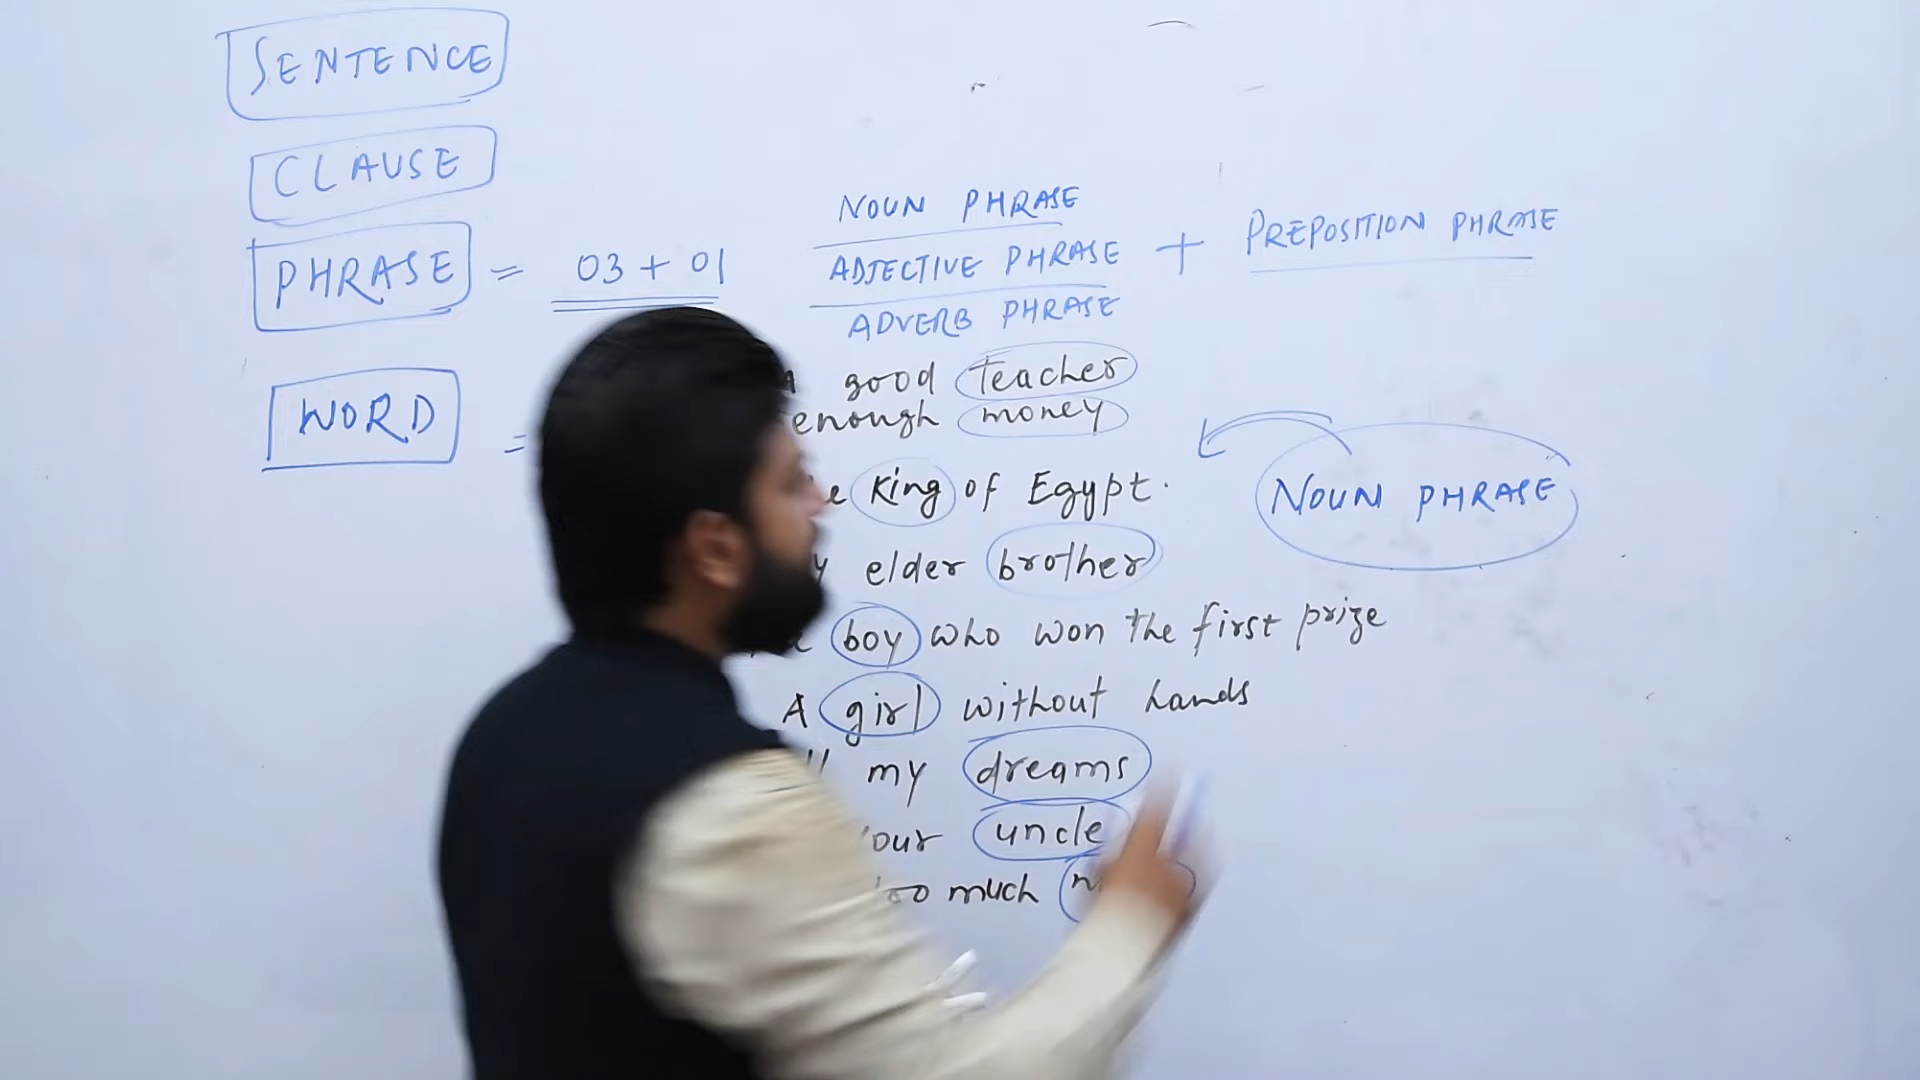 SENTENCE
CLAUSE
PHRASE = 03 + 01
NOUN PHRASE
ADJECTIVE PHRASE + PREPOSITION PHRASE
ADVERB PHRASE
WORD =
good teacher
enough money
King of Egypt.
NOUN PHRASE
elder brother
boy who won the first prize
A girl without hands
my dreams
uncle
too much